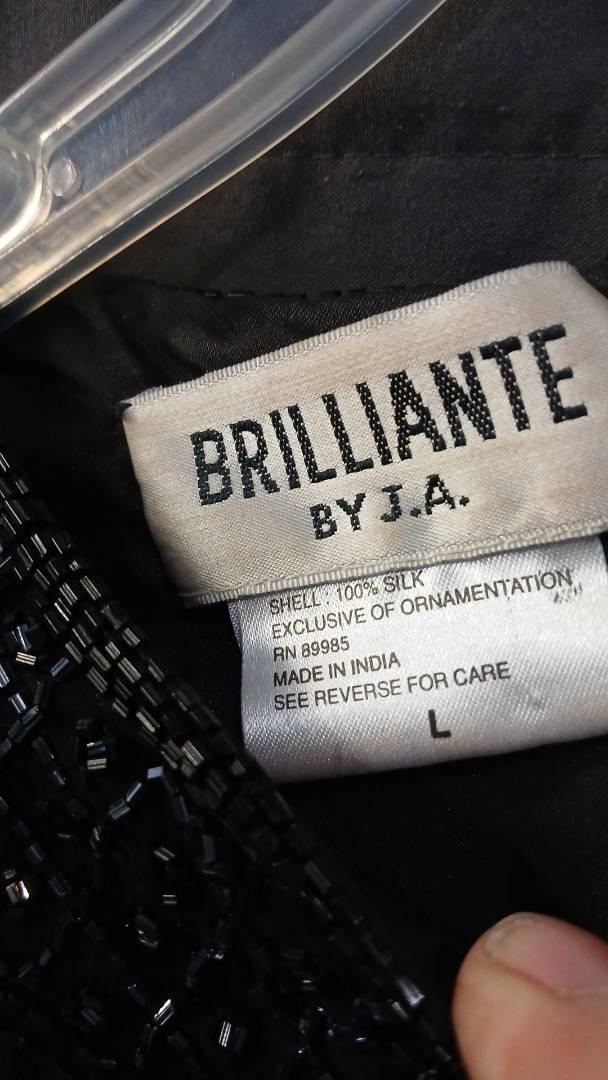 BRILLIANTE
BY J.A.
SHELL : 100% SILK
EXCLUSIVE OF ORNAMENTATION
RN 89985
MADE IN INDIA
SEE REVERSE FOR CARE
L